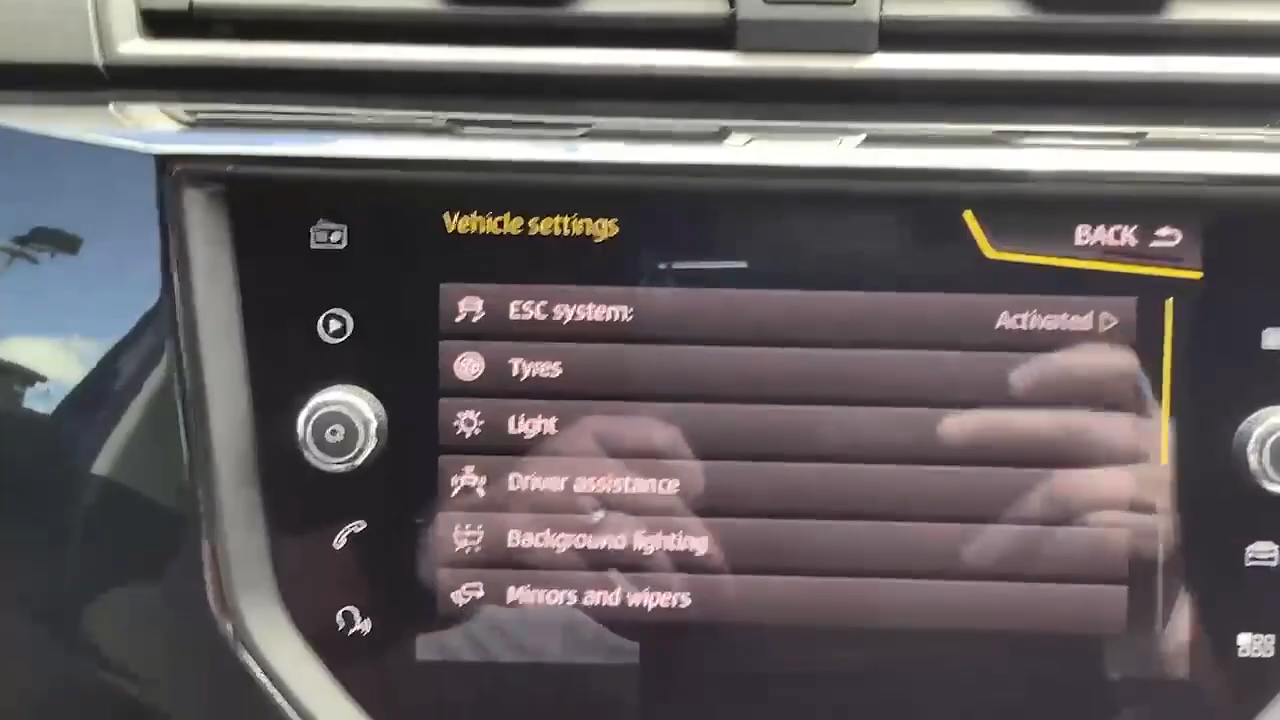 Vehicle settings
BACK
ESC system:
Activated
Tyres
Light
Driver assistance
Background lighting
Mirrors and wipers